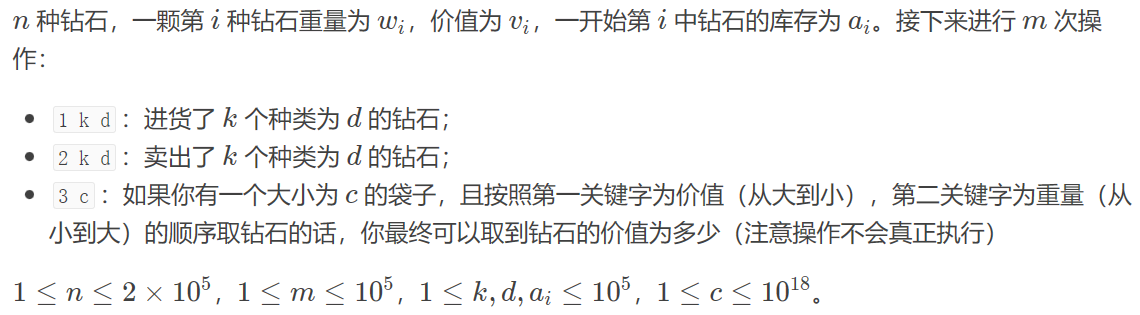 n 种钻石，一颗第 i 种钻石重量为 w_i，价值为 v_i，一开始第 i 中钻石的库存为 a_i。接下来进行 m 次操
作：
• 1 k d ：进货了 k 个种类为 d 的钻石；
• 2 k d ：卖出了 k 个种类为 d 的钻石；
• 3 c ：如果你有一个大小为 c 的袋子，且按照第一关键字为价值（从大到小），第二关键字为重量（从
小到大）的顺序取钻石的话，你最终可以取到钻石的价值为多少（注意操作不会真正执行）
1 ≤ n ≤ 2 × 10^5，1 ≤ m ≤ 10^5，1 ≤ k, d, a_i ≤ 10^5，1 ≤ c ≤ 10^18。